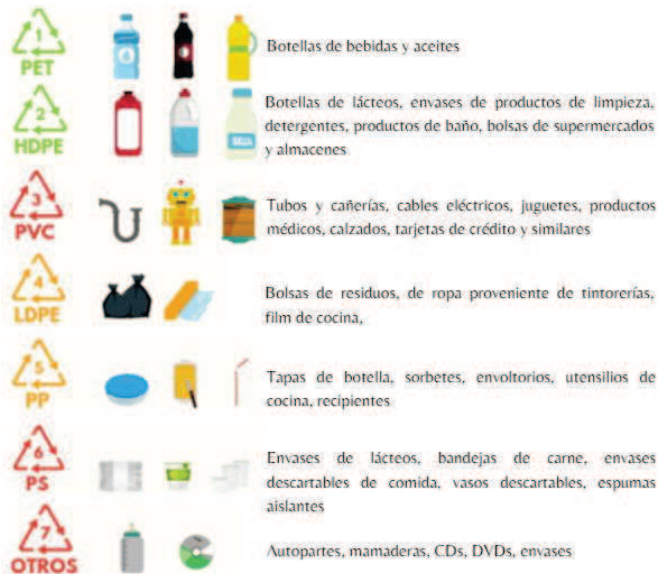 1
PET
Botellas de bebidas y aceites
2
HDPE
Milk
Botellas de lácteos, envases de productos de limpieza,
detergentes, productos de baño, bolsas de supermercados
y almacenes
3
PVC
Tubos y cañerías, cables eléctricos, juguetes, productos
médicos, calzados, tarjetas de crédito y similares
4
LDPE
Bolsas de residuos, de ropa proveniente de tintorerías,
film de cocina,
5
PP
Tapas de botella, sorbetes, envoltorios, utensilios de
cocina, recipientes
6
PS
Envases de lácteos, bandejas de carne, envases
descartables de comida, vasos descartables, espumas
aislantes
7
OTROS
Autopartes, mamaderas, CDs, DVDs, envases